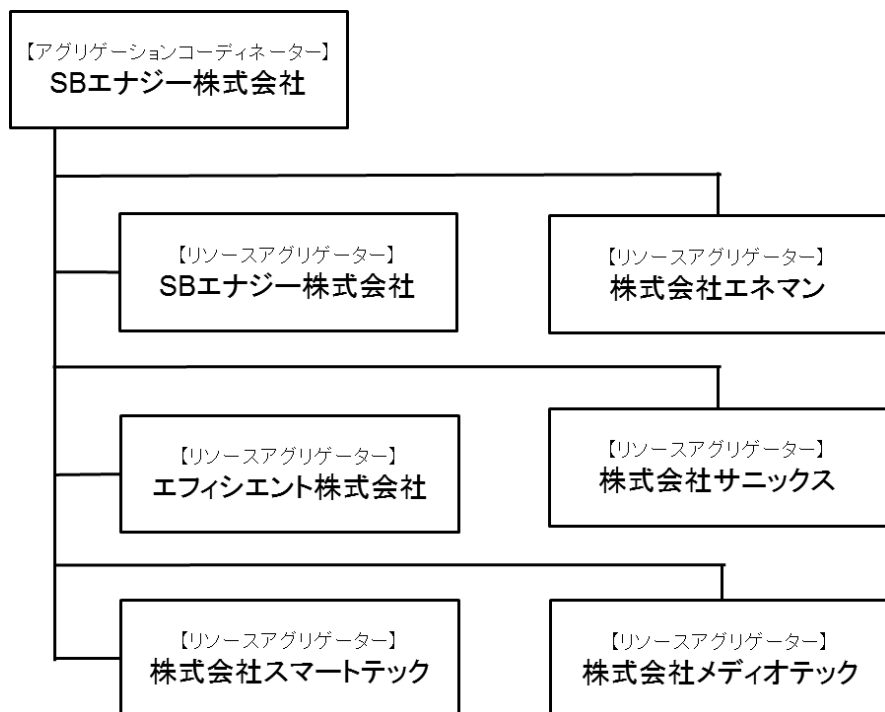 【アグリゲーションコーディネーター】
SBエナジー株式会社
【リソースアグリゲーター】
SBエナジー株式会社
【リソースアグリゲーター】
株式会社エネマン
【リソースアグリゲーター】
エフィシエント株式会社
【リソースアグリゲーター】
株式会社サニックス
【リソースアグリゲーター】
株式会社スマートテック
【リソースアグリゲーター】
株式会社メディオテック